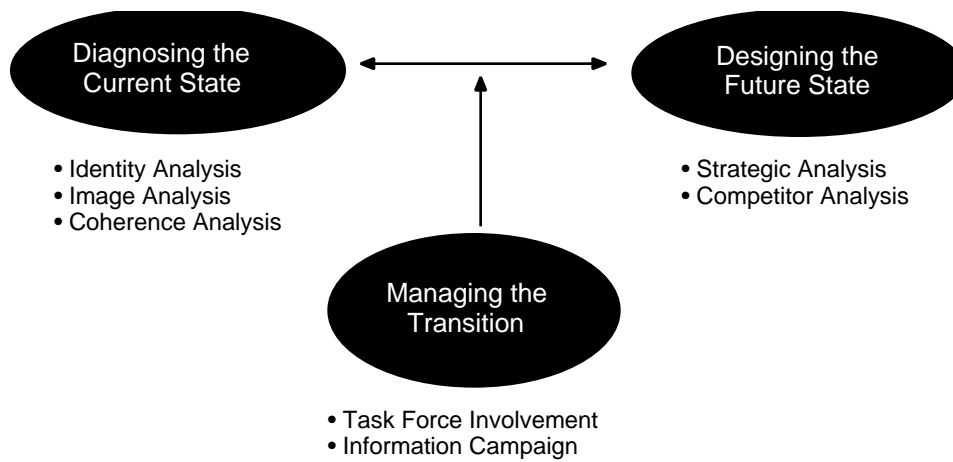 Diagnosing the
Current State
• Identity Analysis
• Image Analysis
• Coherence Analysis
Designing the
Future State
• Strategic Analysis
• Competitor Analysis
Managing the
Transition
• Task Force Involvement
• Information Campaign